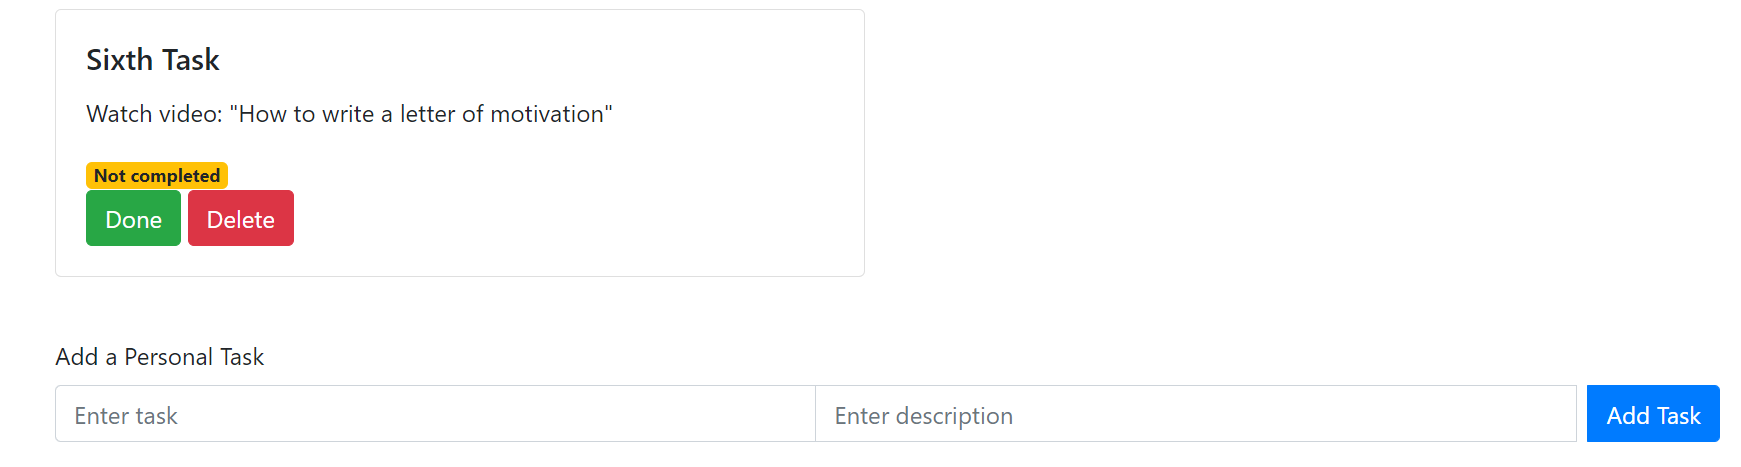 Sixth Task
Watch video: "How to write a letter of motivation"
Not completed
Done Delete
Add a Personal Task
Enter task Enter description Add Task